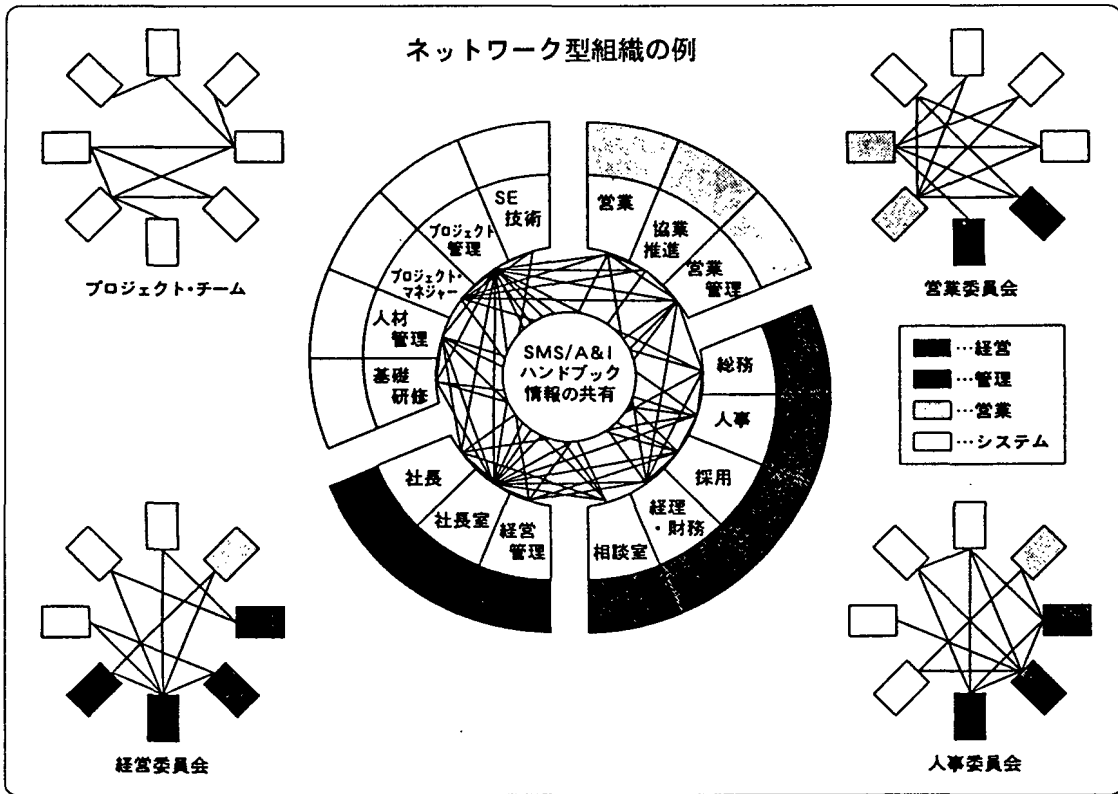 ネットワーク型組織の例
プロジェクト・チーム
営業委員会
SE
技術
プロジェクト
管理
プロジェクト・
マネジャー
人材
管理
基礎
研修
営業
協業
推進
営業
管理
総務
人事
採用
経理
・財務
相談室
社長
社長室
経営
管理
SMS/A&I
ハンドブック
情報の共有
…経営
…管理
…営業
…システム
経営委員会
人事委員会